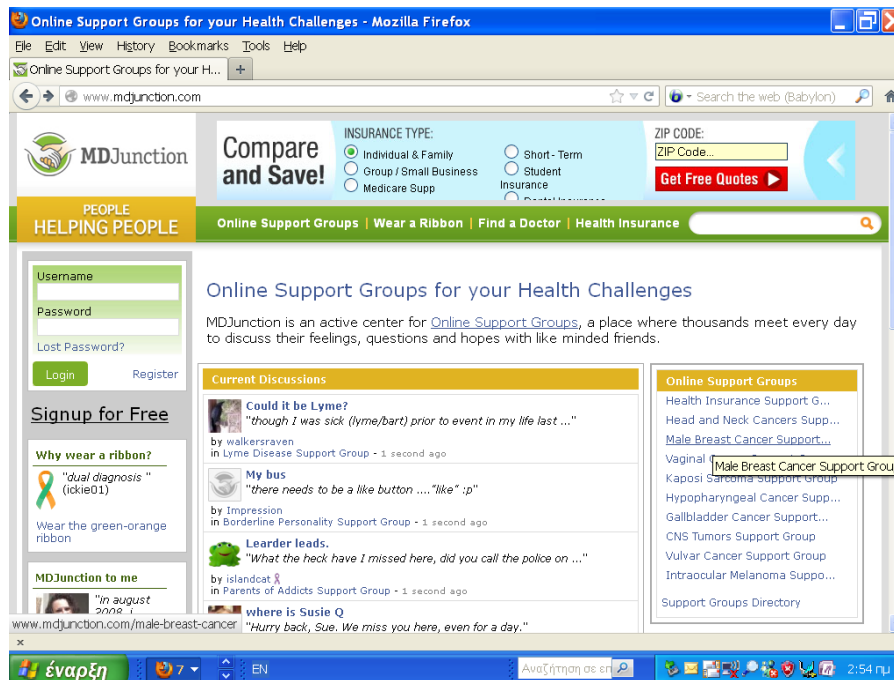 Online Support Groups for your Health Challenges - Mozilla Firefox
File Edit View History Bookmarks Tools Help
Online Support Groups for your H... +
www.mdjunction.com
Search the web (Babylon)
MDJunction
PEOPLE
HELPING PEOPLE
Compare
and Save!
INSURANCE TYPE:
Individual & Family
Group / Small Business
Medicare Supp
Short - Term
Student
Insurance
ZIP CODE:
ZIP Code...
Get Free Quotes
Online Support Groups | Wear a Ribbon | Find a Doctor | Health Insurance
Username
Password
Lost Password?
Login Register
Signup for Free
Why wear a ribbon?
"dual diagnosis "
(ickie01)
Wear the green-orange
ribbon
MDJunction to me
"in august
2008, i
Online Support Groups for your Health Challenges
MDJunction is an active center for Online Support Groups, a place where thousands meet every day
to discuss their feelings, questions and hopes with like minded friends.
Current Discussions
Could it be Lyme?
"though I was sick (lyme/bart) prior to event in my life last ..."
by walkersraven
in Lyme Disease Support Group - 1 second ago
My bus
"there needs to be a like button ...."like" :p"
by Impression
in Borderline Personality Support Group - 1 second ago
Learder leads.
"What the heck have I missed here, did you call the police on ..."
by islandcat
in Parents of Addicts Support Group - 1 second ago
where is Susie Q
"Hurry back, Sue. We miss you here, even for a day."
Online Support Groups
Health Insurance Support G...
Head and Neck Cancers Supp...
Male Breast Cancer Support...
Vaginal
Male Breast Cancer Support Grou
Kaposi Sarcoma Support Group
Hypopharyngeal Cancer Supp...
Gallbladder Cancer Support...
CNS Tumors Support Group
Vulvar Cancer Support Group
Intraocular Melanoma Suppo...
Support Groups Directory
www.mdjunction.com/male-breast-cancer
x
έναρξη 7 EN Αναζήτηση σε επ 2:54 πμ